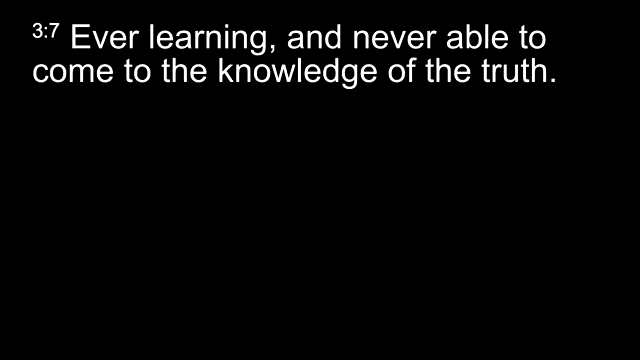 3:7 Ever learning, and never able to
come to the knowledge of the truth.